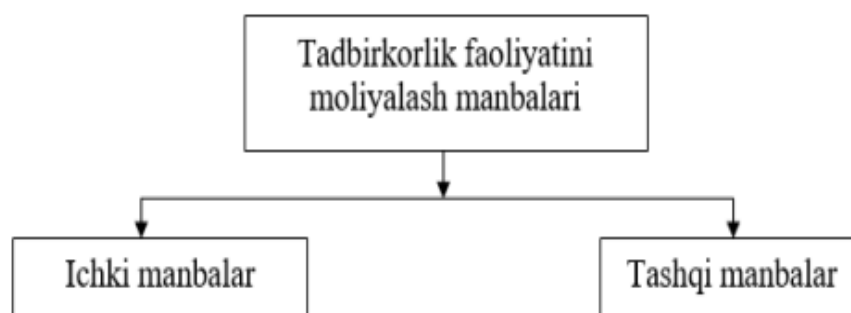 Tadbirkorlik faoliyatini
moliyalash manbalari
Ichki manbalar
Tashqi manbalar